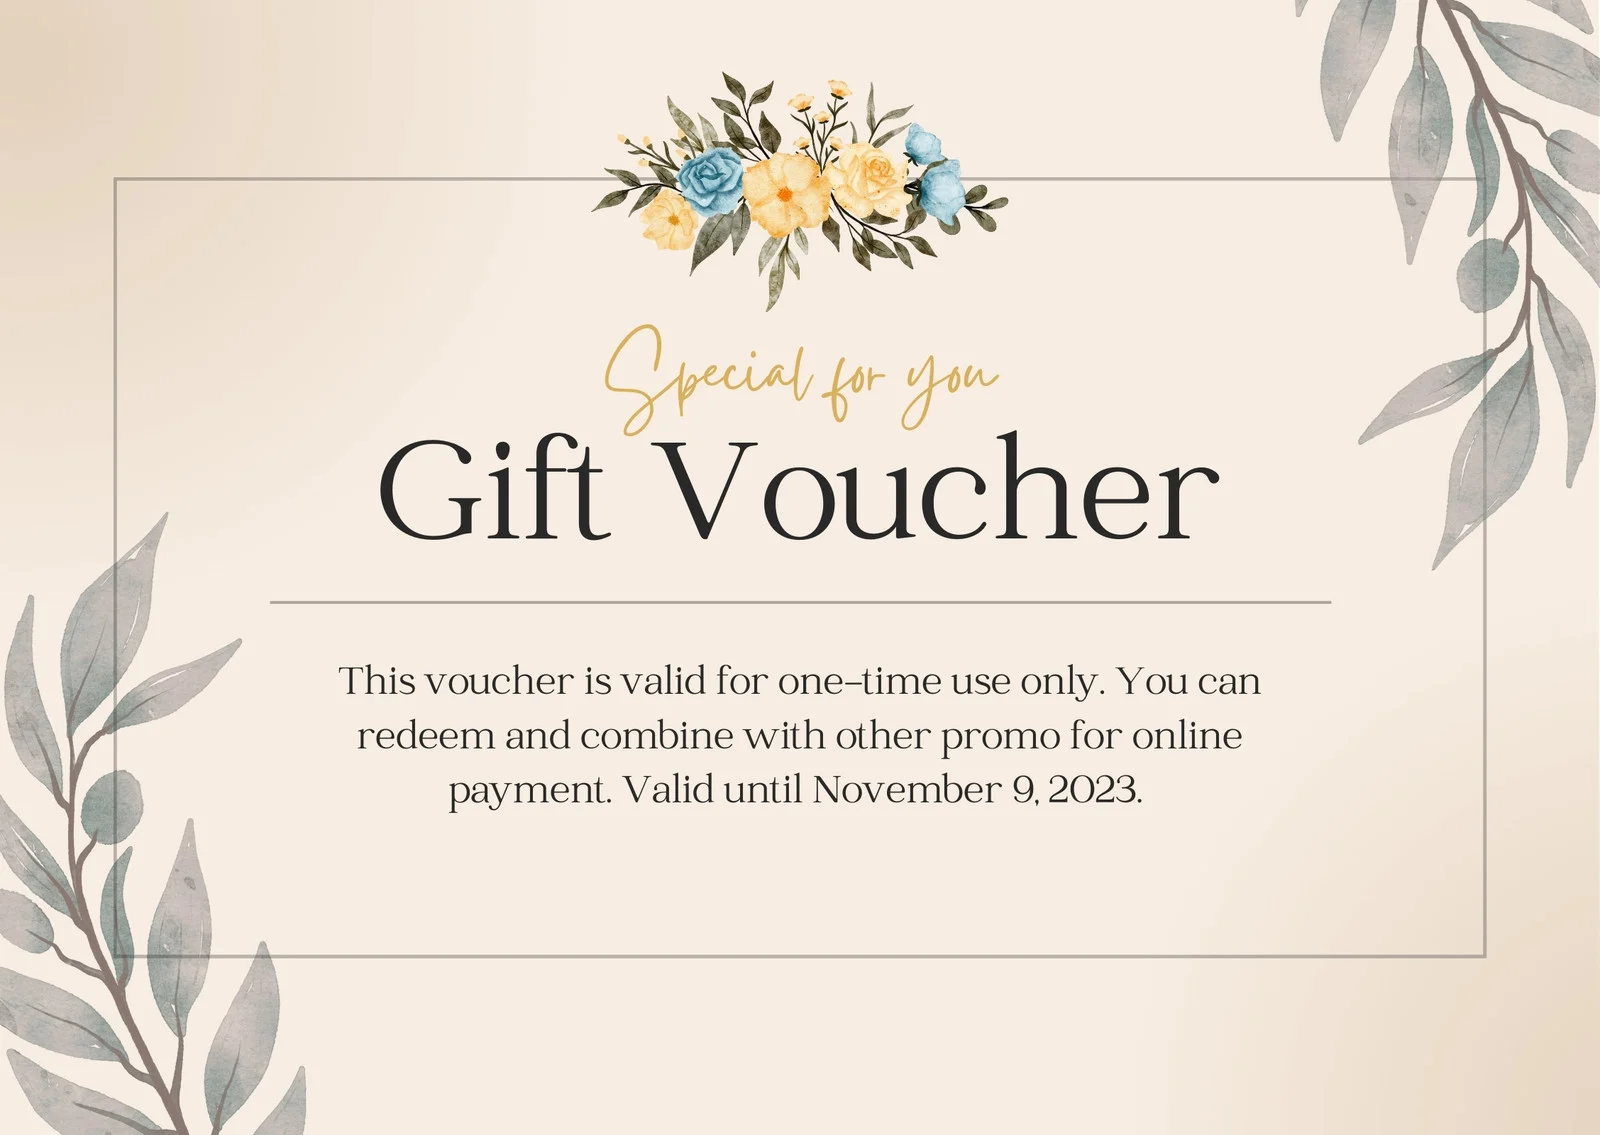 Special for you
Gift Voucher
This voucher is valid for one-time use only. You can
redeem and combine with other promo for online
payment. Valid until November 9, 2023.